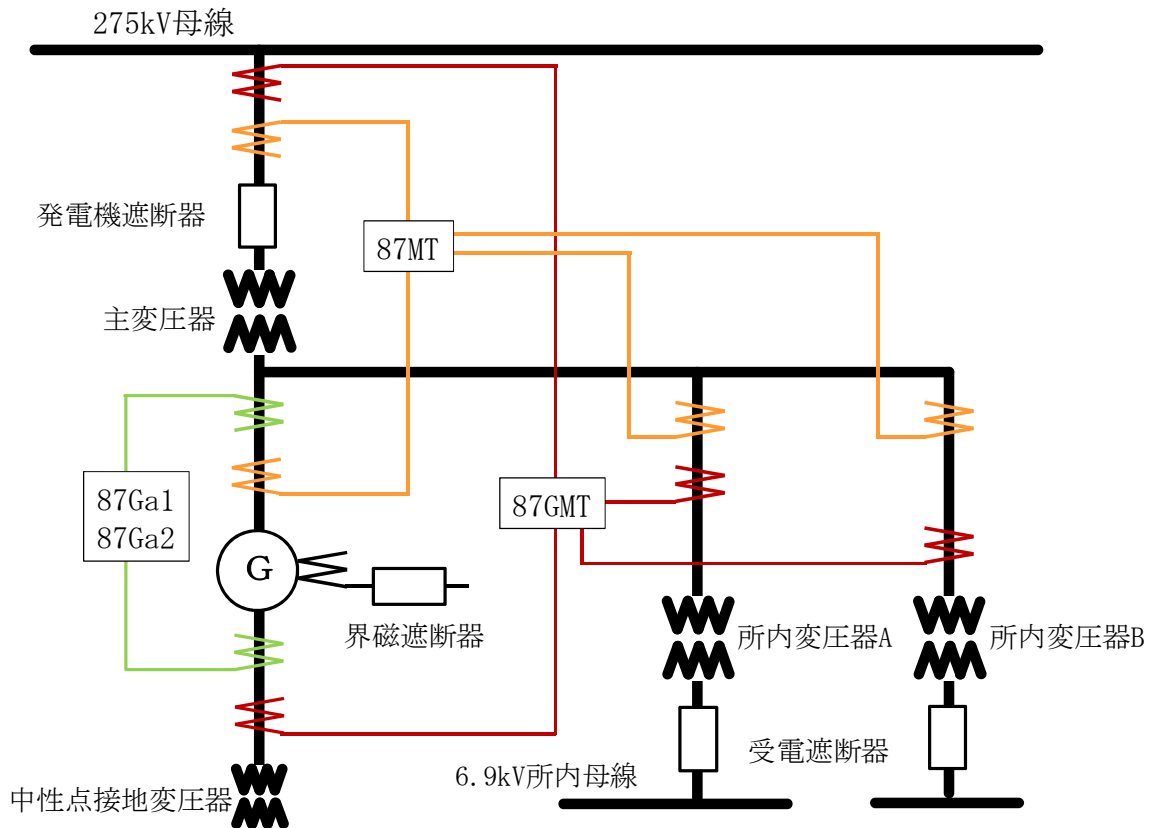 275kV母線
発電機遮断器
87MT
主変圧器
87Ga1
87Ga2
87GMT
G
界磁遮断器
所内変圧器A
所内変圧器B
受電遮断器
6.9kV所内母線
中性点接地変圧器